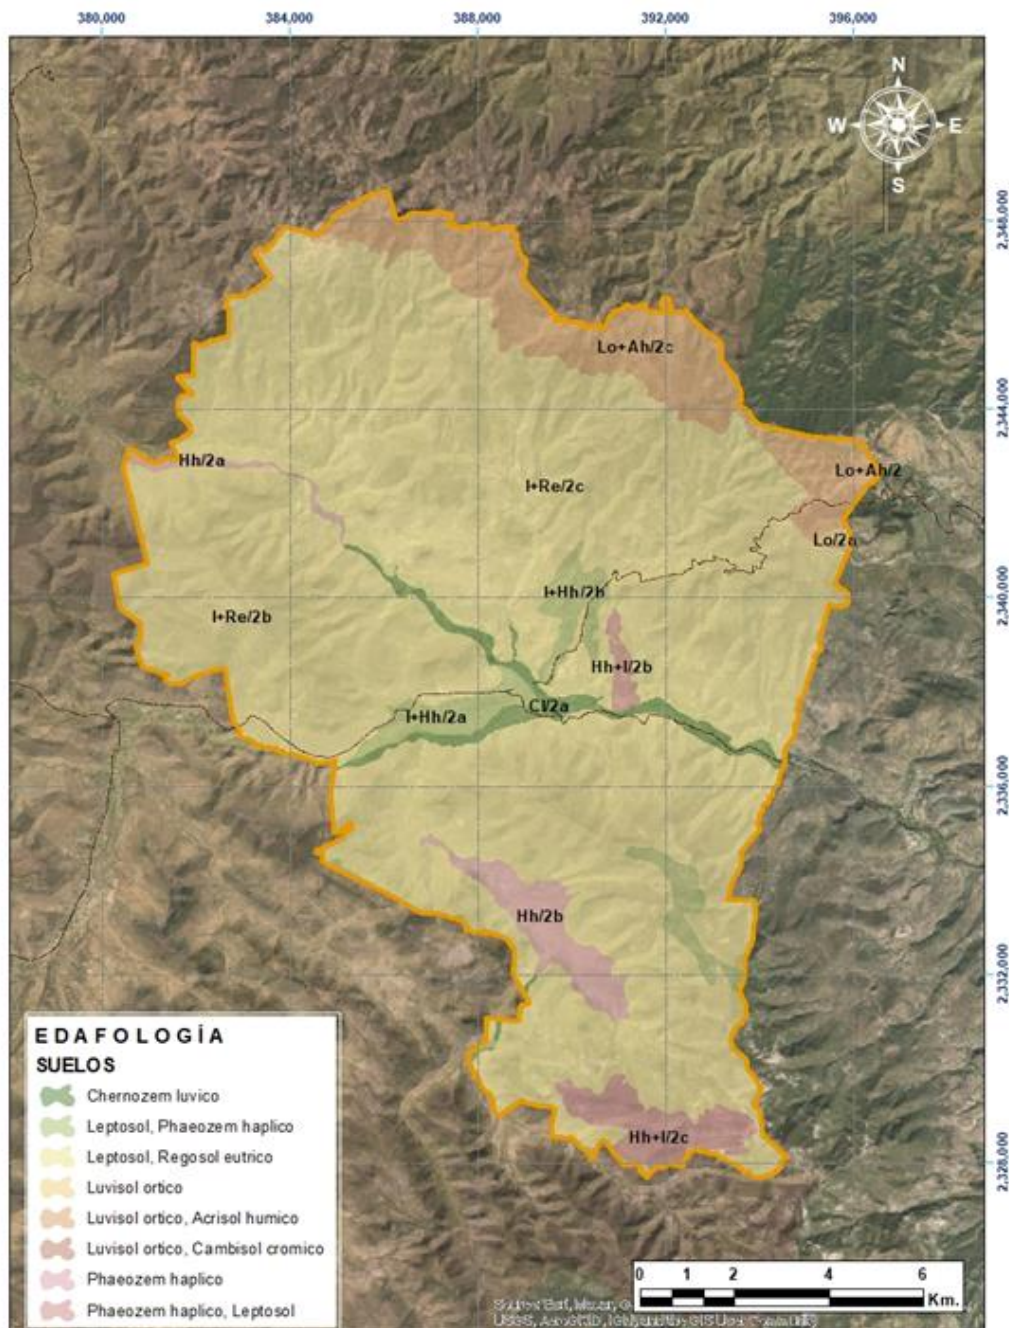 380,000 384,000 388,000 392,000 396,000
N
W E
S
2,348,000
Lo+Ah/2c
2,344,000
Hh/2a
Lo+Ah/2
I+Re/2c
Lo/2a
I+Hh/2b
2,340,000
I+Re/2b
Hh+I/2b
Cl/2a
I+Hh/2a
2,336,000
Hh/2b
2,332,000
EDAFOLOGÍA
SUELOS
Chernozem luvico
Leptosol, Phaeozem haplico
Leptosol, Regosol eutrico
Luvisol ortico
Luvisol ortico, Acrisol humico
Luvisol ortico, Cambisol cromico
Phaeozem haplico
Phaeozem haplico, Leptosol
Hh+I/2c
2,328,000
0 1 2 4 6
Km.